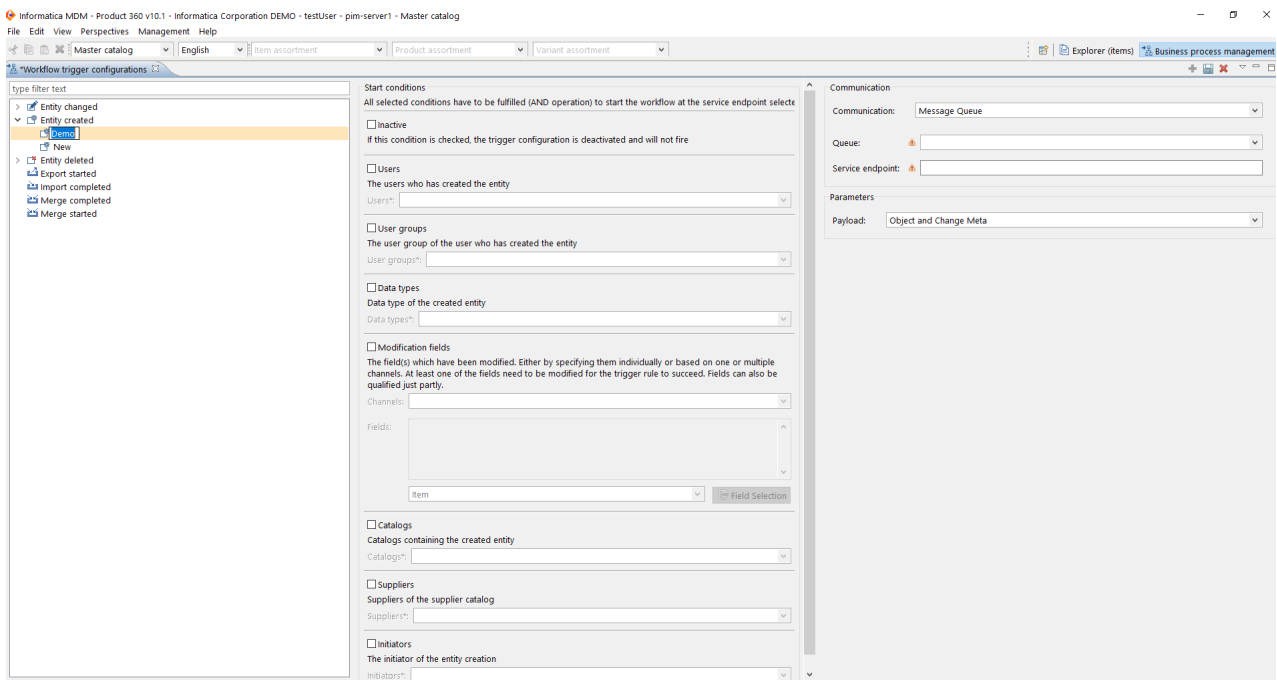 Informatica MDM - Product 360 v10.1 - Informatica Corporation DEMO - testUser - pim-server1 - Master catalog
File Edit View Perspectives Management Help
Master catalog English Item assortment Product assortment Variant assortment Explorer (items) Business process management
*Workflow trigger configurations
type filter text
Entity changed
Entity created
Demo
New
Entity deleted
Export started
Import completed
Merge completed
Merge started
Start conditions
All selected conditions have to be fulfilled (AND operation) to start the workflow at the service endpoint selecte
Inactive
If this condition is checked, the trigger configuration is deactivated and will not fire
Users
The users who has created the entity
Users*:
User groups
The user group of the user who has created the entity
User groups*:
Data types
Data type of the created entity
Data types*:
Modification fields
The field(s) which have been modified. Either by specifying them individually or based on one or multiple
channels. At least one of the fields need to be modified for the trigger rule to succeed. Fields can also be
qualified just partly.
Channels:
Fields:
Item Field Selection
Catalogs
Catalogs containing the created entity
Catalogs*:
Suppliers
Suppliers of the supplier catalog
Suppliers*:
Initiators
The initiator of the entity creation
Initiators*:
Communication
Communication: Message Queue
Queue:
Service endpoint:
Parameters
Payload: Object and Change Meta